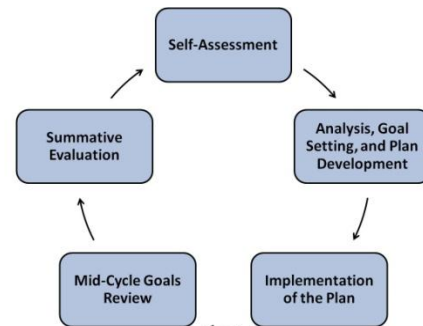 Self-Assessment
Analysis, Goal
Setting, and Plan
Development
Implementation
of the Plan
Mid-Cycle Goals
Review
Summative
Evaluation